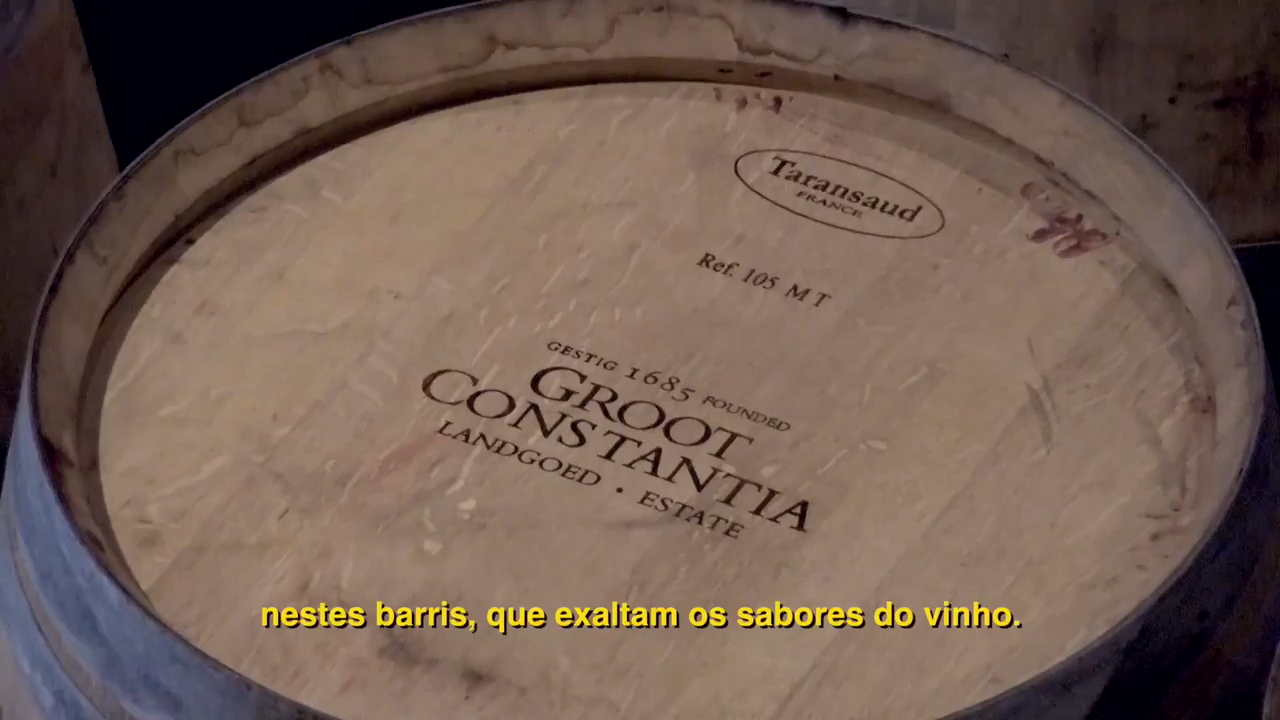 Taransaud
FRANCE
Ref. 105 M T
GESTIG 1685 FOUNDED
GROOT
CONSTANTIA
LANDGOED · ESTATE
nestes barris, que exaltam os sabores do vinho.